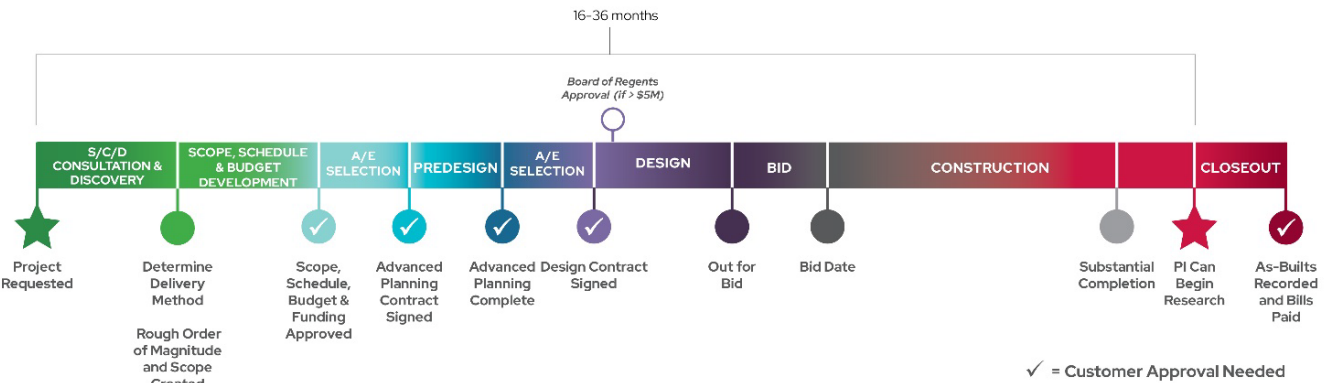 16-36 months
Board of Regents
Approval (if > $5M)
S/C/D
CONSULTATION &
DISCOVERY
SCOPE, SCHEDULE
& BUDGET
DEVELOPMENT
A/E
SELECTION
PREDESIGN
A/E
SELECTION
DESIGN
BID
CONSTRUCTION
CLOSEOUT
Project
Requested
Determine
Delivery
Method
Rough Order
of Magnitude
and Scope
Created
Scope,
Schedule,
Budget &
Funding
Approved
Advanced
Planning
Contract
Signed
Advanced
Planning
Complete
Design Contract
Signed
Out for
Bid
Bid Date
Substantial
Completion
PI Can
Begin
Research
As-Builts
Recorded
and Bills
Paid
✓ = Customer Approval Needed